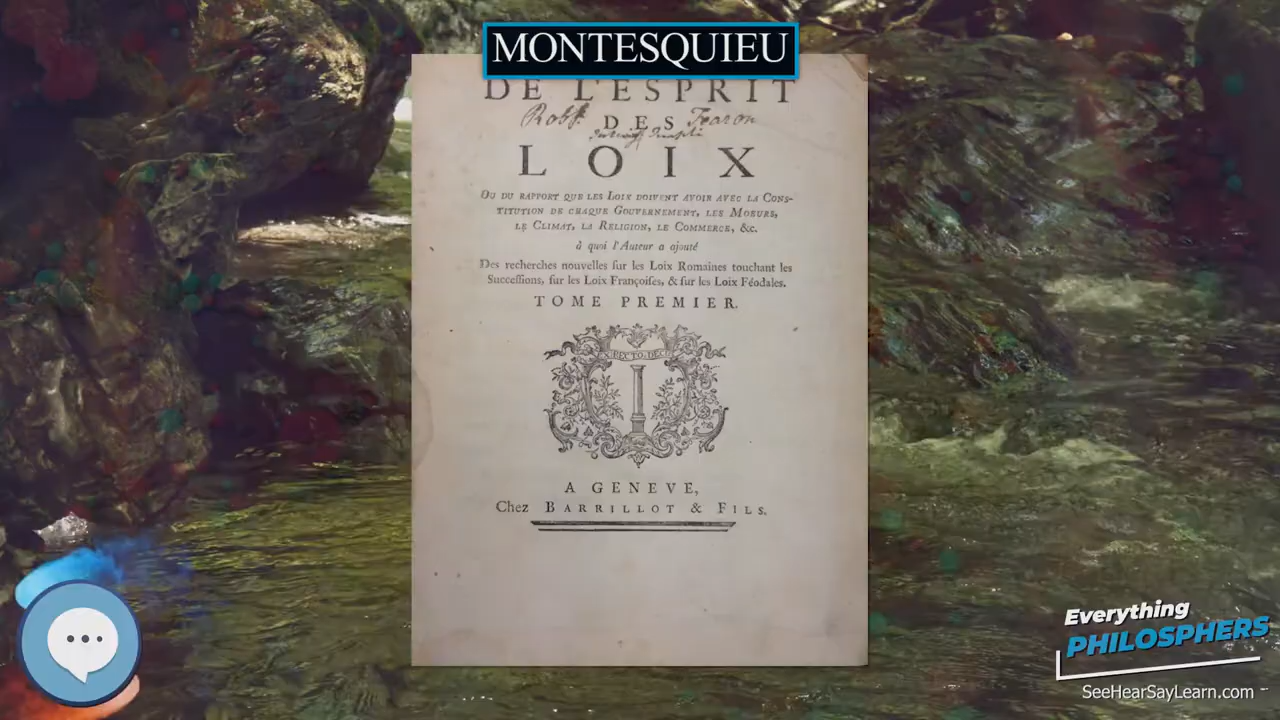 MONTESQUIEU
DE L'ESPRIT
DES
LOIX
OU DU RAPPORT QUE LES LOIX DOIVENT AVOIR AVEC LA CONS-
TITUTION DE CHAQUE GOUVERNEMENT, LES MOEURS,
LE CLIMAT, LA RELIGION, LE COMMERCE, &c.
à quoi l'Auteur a ajouté
Des recherches nouvelles sur les Loix Romaines touchant les
Successions, sur les Loix Françoises, & sur les Loix Féodales.
TOME PREMIER.
A GENEVE,
Chez BARRILLOT & FILS.
Everything
PHILOSPHERS
SeeHearSayLearn.com